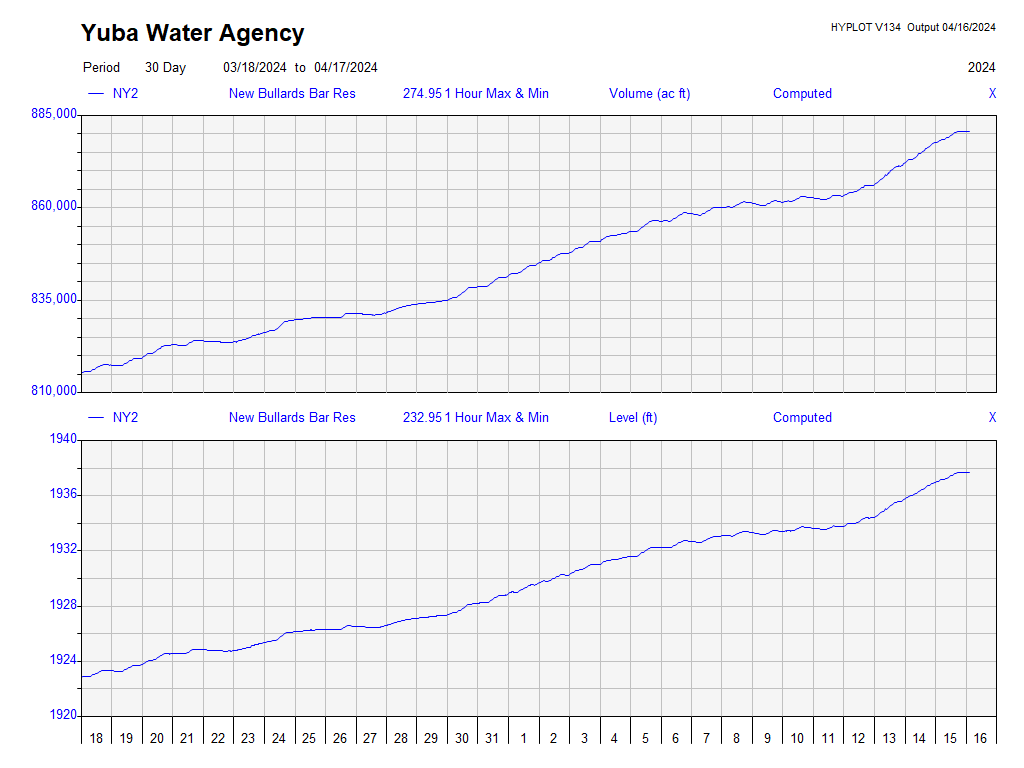 Yuba Water Agency
HYPLOT V134 Output 04/16/2024
Period 30 Day 03/18/2024 to 04/17/2024 2024
NY2 New Bullards Bar Res 274.95 1 Hour Max & Min Volume (ac ft) Computed X
885,000
860,000
835,000
810,000
NY2 New Bullards Bar Res 232.95 1 Hour Max & Min Level (ft) Computed X
1940
1936
1932
1928
1924
1920
18 19 20 21 22 23 24 25 26 27 28 29 30 31 1 2 3 4 5 6 7 8 9 10 11 12 13 14 15 16